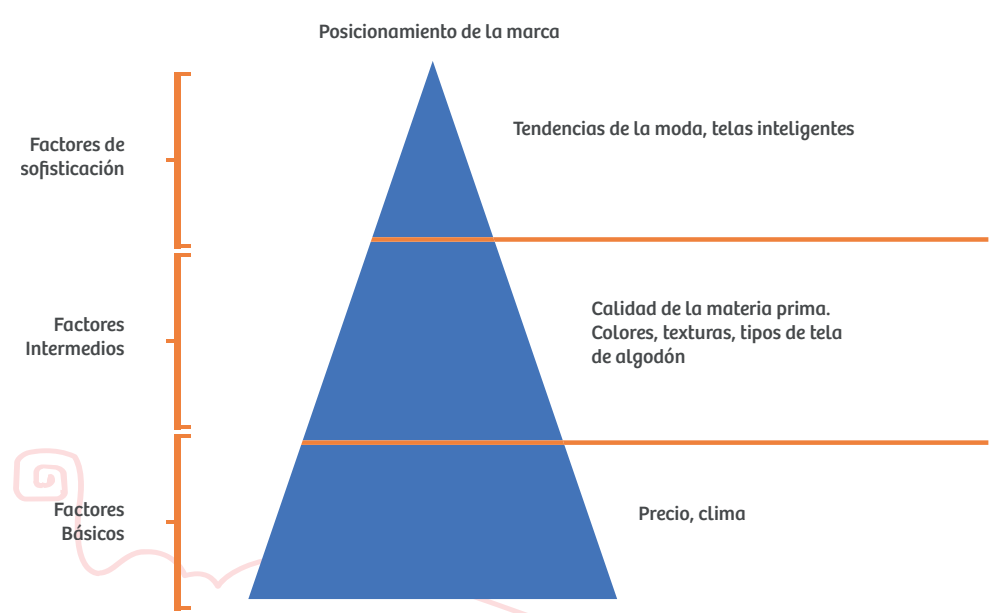 Posicionamiento de la marca
Factores de
sofisticación
Tendencias de la moda, telas inteligentes
Factores
Intermedios
Calidad de la materia prima.
Colores, texturas, tipos de tela
de algodón
Factores
Básicos
Precio, clima